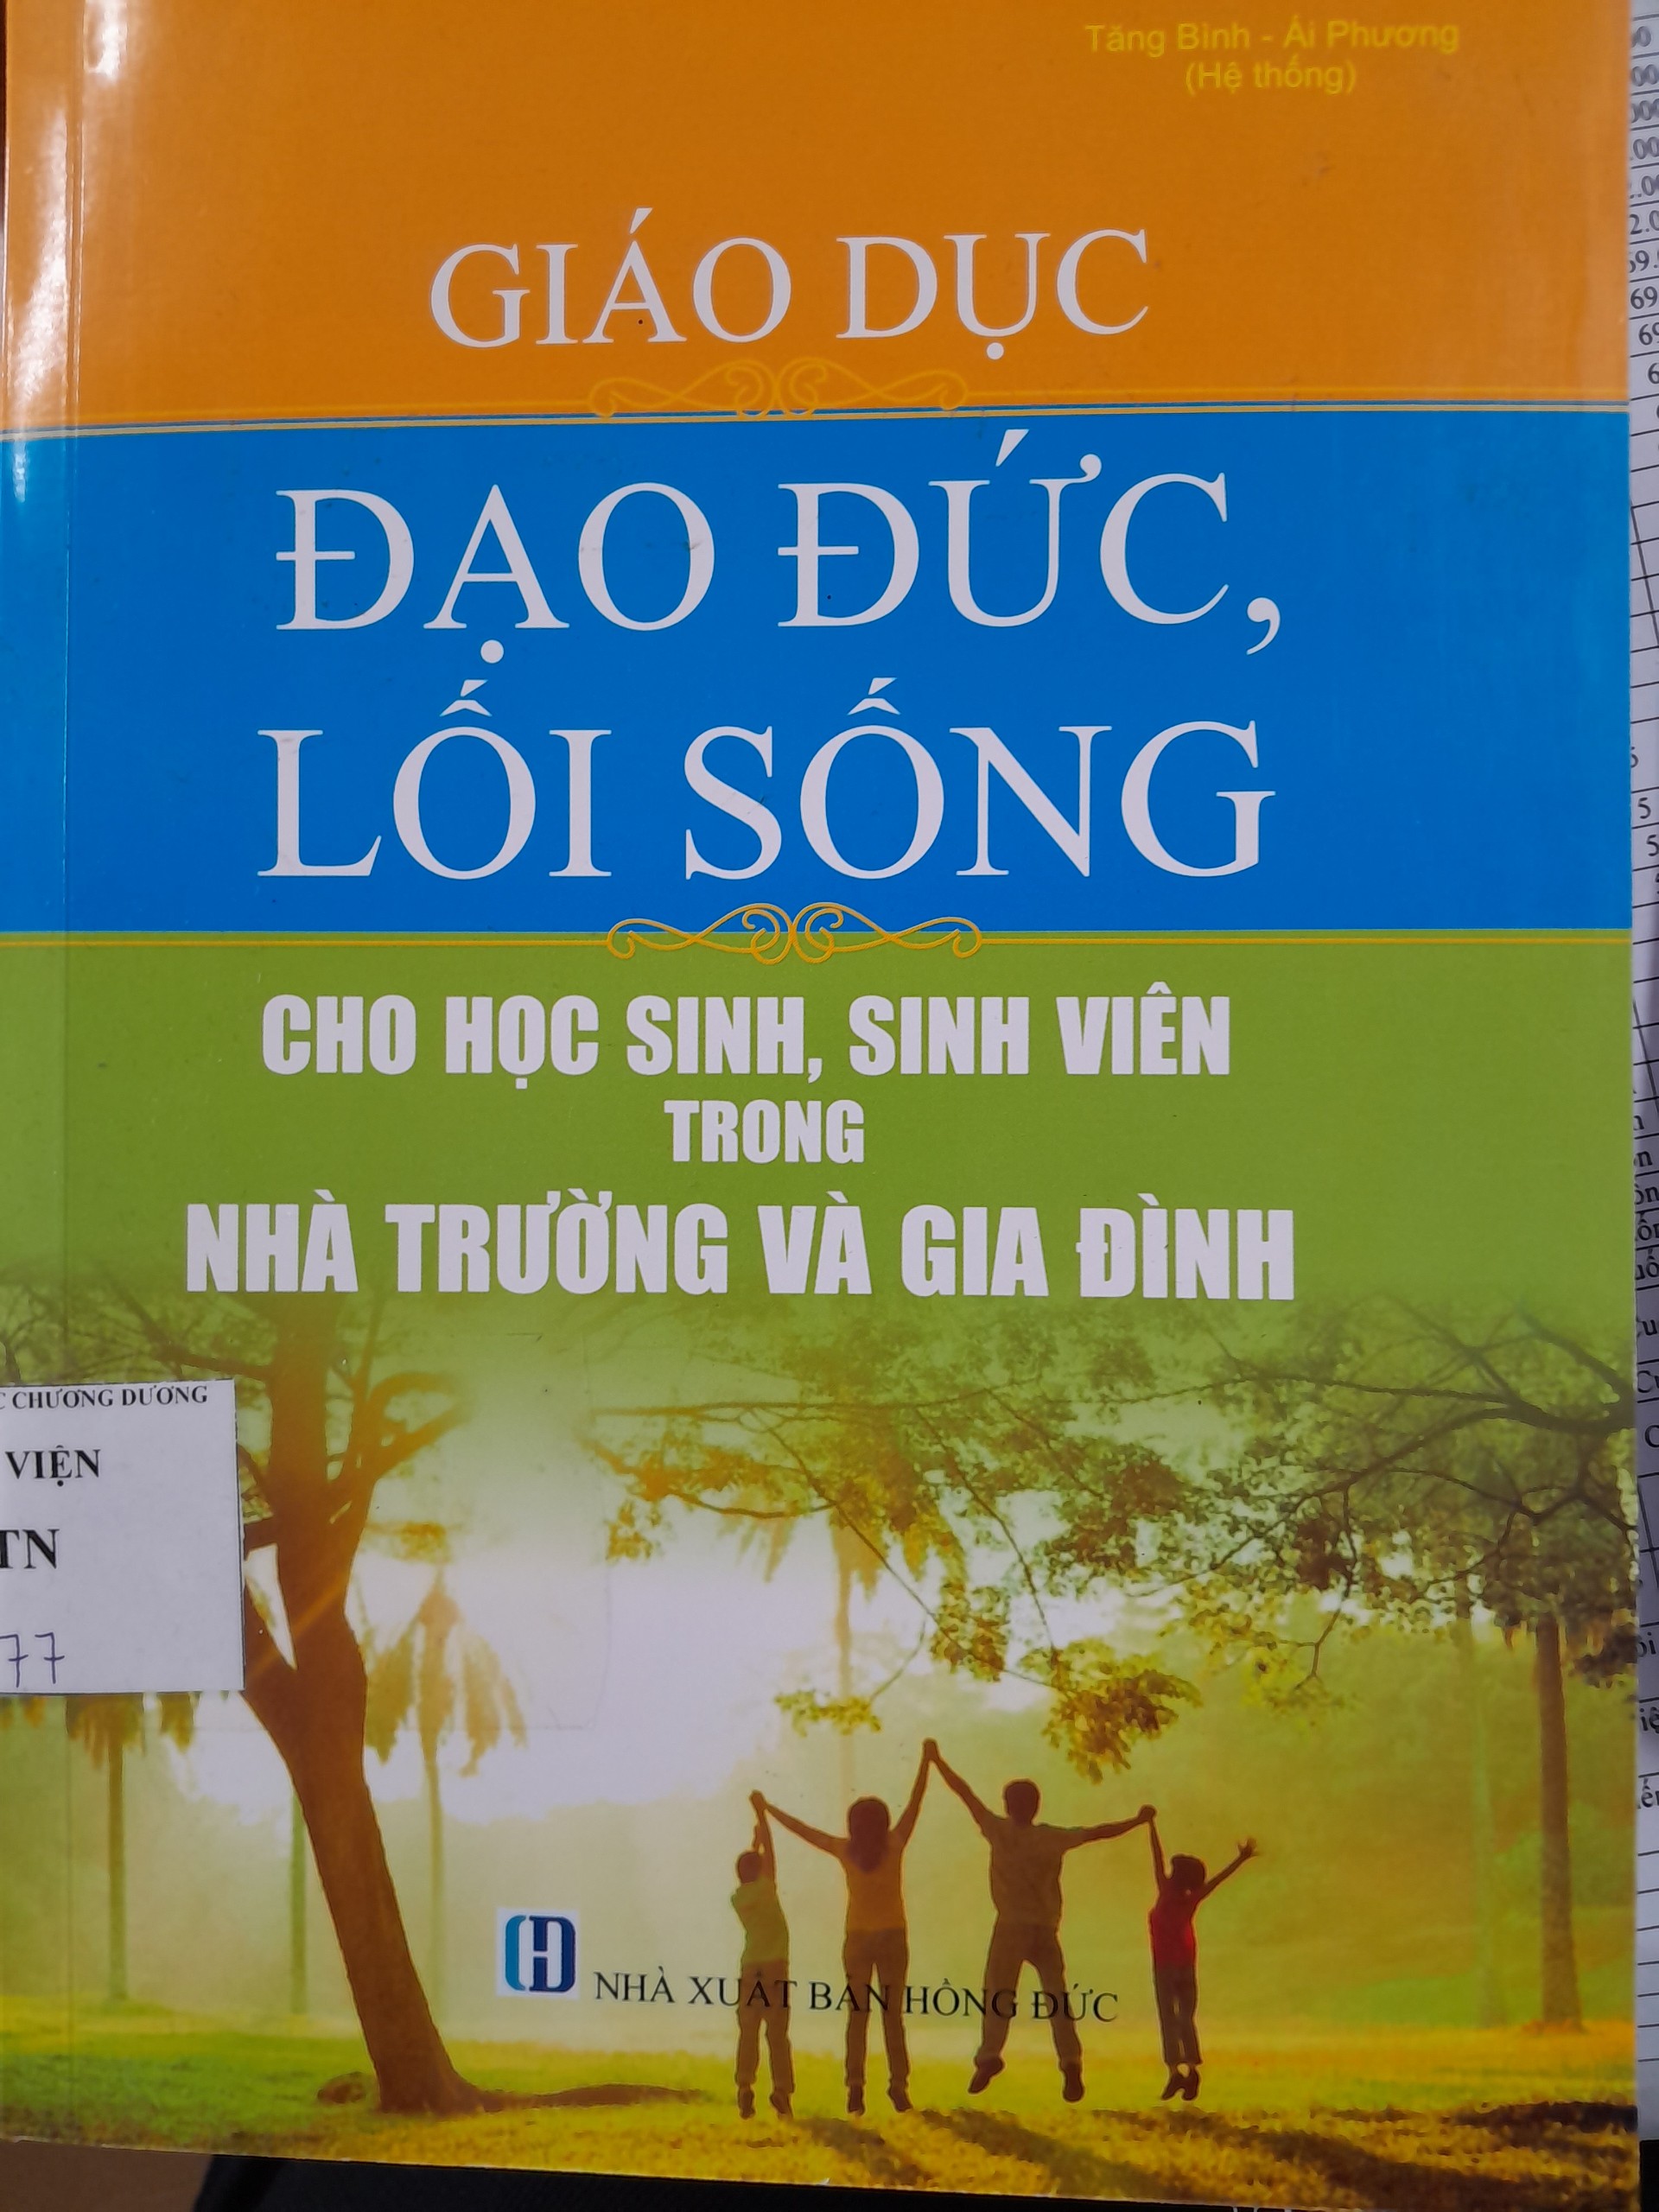 Tăng Bình - Ái Phương
(Hệ thống)
GIÁO DỤC
ĐẠO ĐỨC,
LỐI SỐNG
CHO HỌC SINH, SINH VIÊN
TRONG
NHÀ TRƯỜNG VÀ GIA ĐÌNH
CHƯƠNG DƯƠNG
VIỆN
TN
77
NHÀ XUẤT BẢN HỒNG ĐỨC